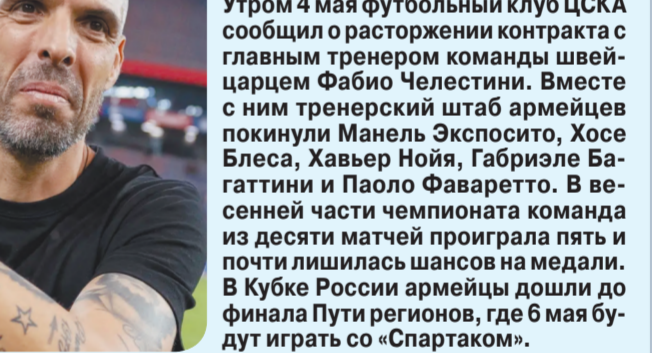 Утром 4 мая футбольный клуб ЦСКА
сообщил о расторжении контракта с
главным тренером команды швей-
царцем Фабио Челестини. Вместе
с ним тренерский штаб армейцев
покинули Манель Экспосито, Хосе
Блеса, Хавьер Нойя, Габриэле Ба-
гаттини и Паоло Фаваретто. В ве-
сенней части чемпионата команда
из десяти матчей проиграла пять и
почти лишилась шансов на медали.
В Кубке России армейцы дошли до
финала Пути регионов, где 6 мая бу-
дут играть со «Спартаком».